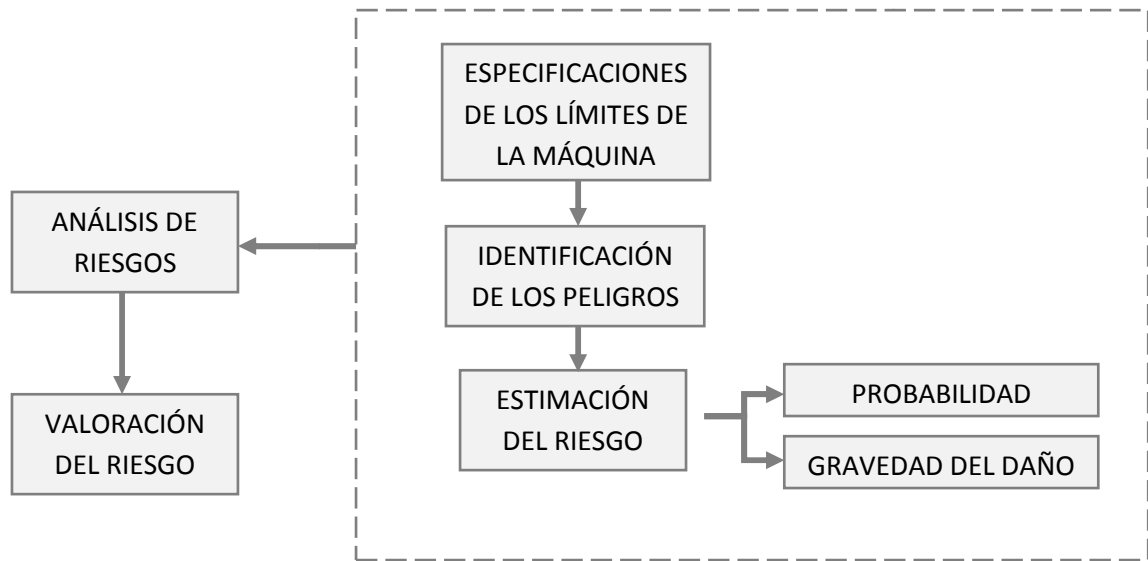 ESPECIFICACIONES
DE LOS LÍMITES DE
LA MÁQUINA
ANÁLISIS DE
RIESGOS
IDENTIFICACIÓN
DE LOS PELIGROS
VALORACIÓN
DEL RIESGO
ESTIMACIÓN
DEL RIESGO
PROBABILIDAD
GRAVEDAD DEL DAÑO